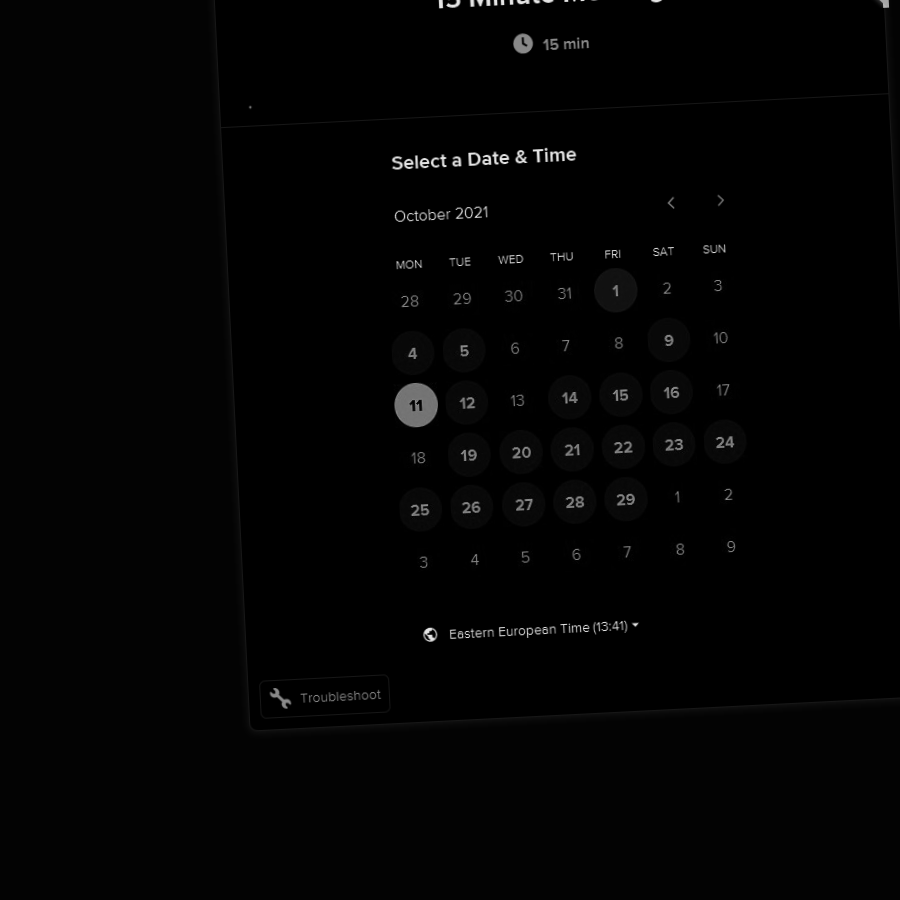 15 min
Select a Date & Time
October 2021
MON TUE WED THU FRI SAT SUN
28 29 30 31 1 2 3
4 5 6 7 8 9 10
11 12 13 14 15 16 17
18 19 20 21 22 23 24
25 26 27 28 29 1 2
3 4 5 6 7 8 9
Eastern European Time (13:41)
Troubleshoot